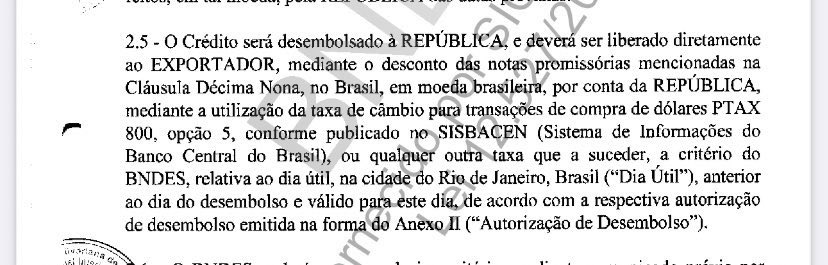 2.5 - O Crédito será desembolsado à REPÚBLICA, e deverá ser liberado diretamente
ao EXPORTADOR, mediante o desconto das notas promissórias mencionadas na
Cláusula Décima Nona, no Brasil, em moeda brasileira, por conta da REPÚBLICA,
mediante a utilização da taxa de câmbio para transações de compra de dólares PTAX
800, opção 5, conforme publicado no SISBACEN (Sistema de Informações do
Banco Central do Brasil), ou qualquer outra taxa que a suceder, a critério do
BNDES, relativa ao dia útil, na cidade do Rio de Janeiro, Brasil ("Dia Útil"), anterior
ao dia do desembolso e válido para este dia, de acordo com a respectiva autorização
de desembolso emitida na forma do Anexo II ("Autorização de Desembolso").
Lei 12.527/20